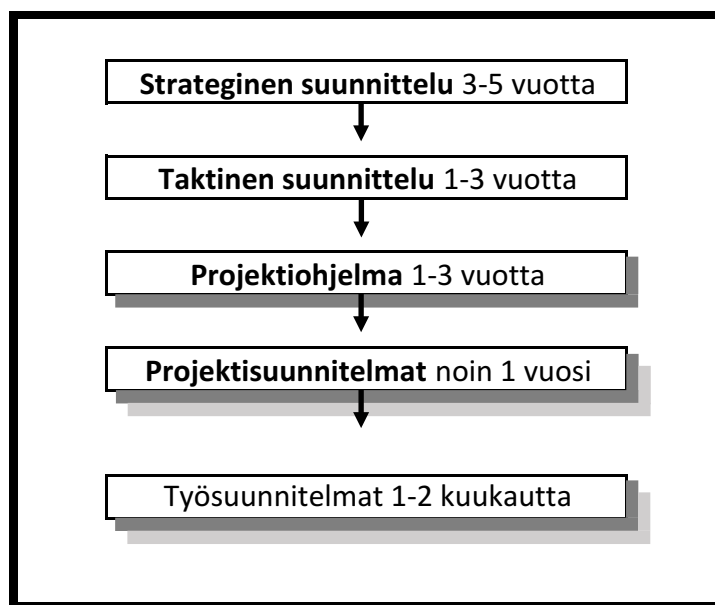 Strateginen suunnittelu 3-5 vuotta
Taktinen suunnittelu 1-3 vuotta
Projektiohjelma 1-3 vuotta
Projektisuunnitelmat noin 1 vuosi
Työsuunnitelmat 1-2 kuukautta